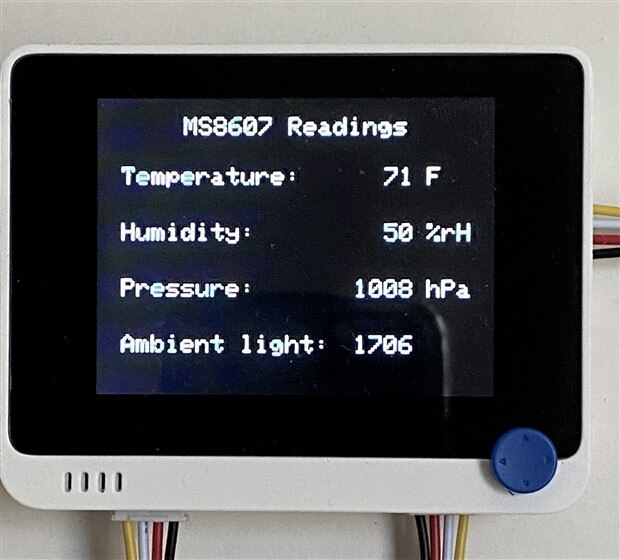 MS8607 Readings
Temperature: 71 F
Humidity: 50 %rH
Pressure: 1008 hPa
Ambient light: 1706